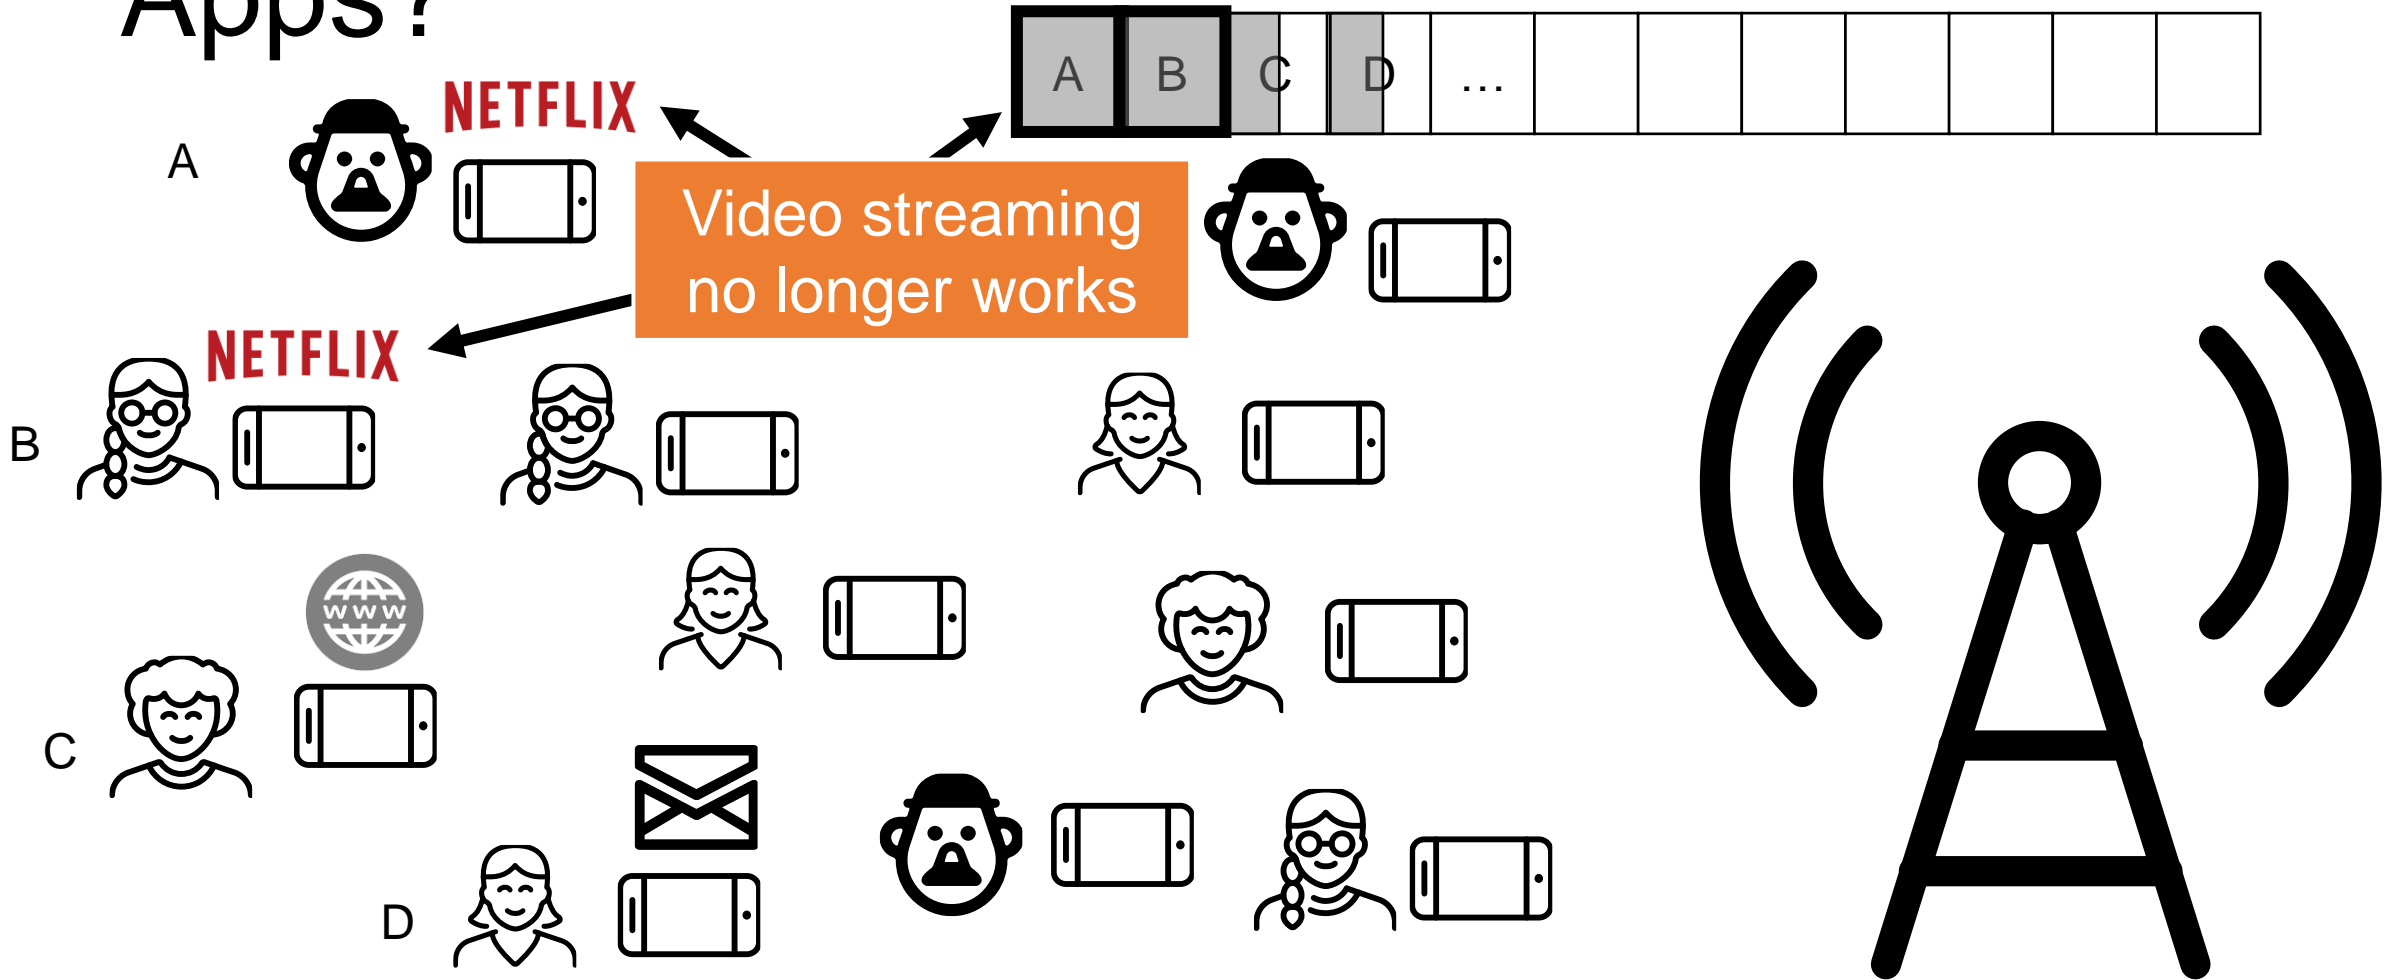 Apps?
A B C D ...
NETFLIX
A
Video streaming
no longer works
NETFLIX
B
WWW
C
D